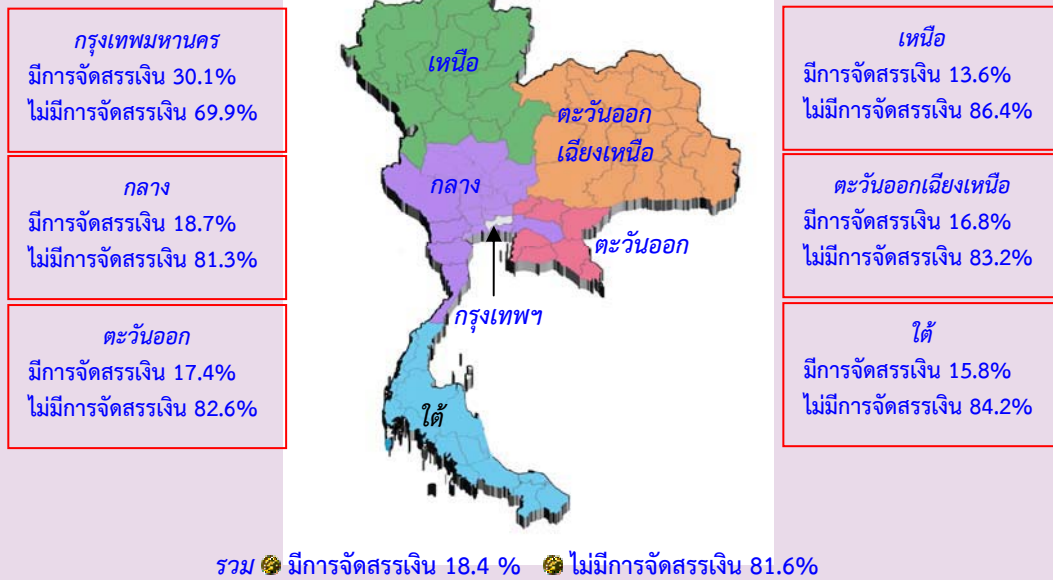 กรุงเทพมหานคร
มีการจัดสรรเงิน 30.1%
ไม่มีการจัดสรรเงิน 69.9%
กลาง
มีการจัดสรรเงิน 18.7%
ไม่มีการจัดสรรเงิน 81.3%
ตะวันออก
มีการจัดสรรเงิน 17.4%
ไม่มีการจัดสรรเงิน 82.6%
เหนือ
ตะวันออก
เฉียงเหนือ
กลาง
ตะวันออก
กรุงเทพฯ
ใต้
เหนือ
มีการจัดสรรเงิน 13.6%
ไม่มีการจัดสรรเงิน 86.4%
ตะวันออกเฉียงเหนือ
มีการจัดสรรเงิน 16.8%
ไม่มีการจัดสรรเงิน 83.2%
ใต้
มีการจัดสรรเงิน 15.8%
ไม่มีการจัดสรรเงิน 84.2%
รวม มีการจัดสรรเงิน 18.4 % ไม่มีการจัดสรรเงิน 81.6%